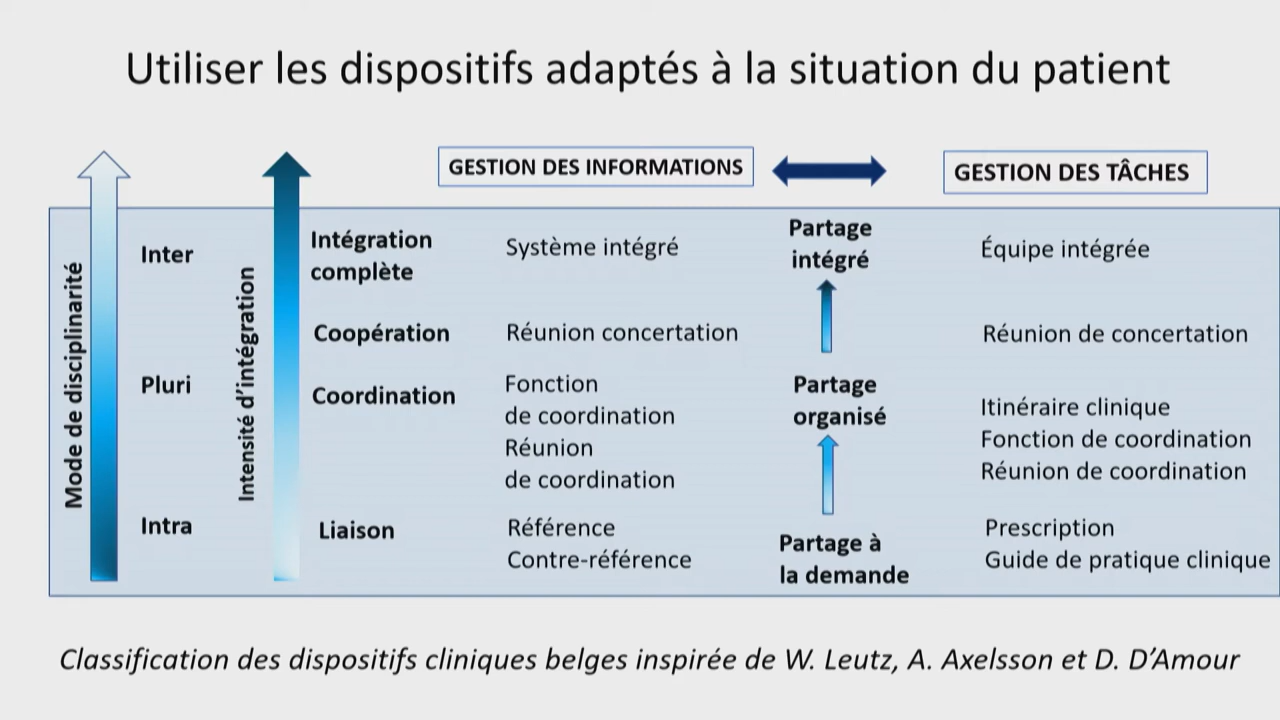 Utiliser les dispositifs adaptés à la situation du patient
GESTION DES INFORMATIONS
GESTION DES TÂCHES
Mode de disciplinarité
Intensité d'intégration
Inter
Intégration
complète
Système intégré
Partage
intégré
Équipe intégrée
Coopération
Réunion concertation
Réunion de concertation
Pluri
Coordination
Fonction
de coordination
Réunion
de coordination
Partage
organisé
Itinéraire clinique
Fonction de coordination
Réunion de coordination
Intra
Liaison
Référence
Contre-référence
Partage à
la demande
Prescription
Guide de pratique clinique
Classification des dispositifs cliniques belges inspirée de W. Leutz, A. Axelsson et D. D'Amour